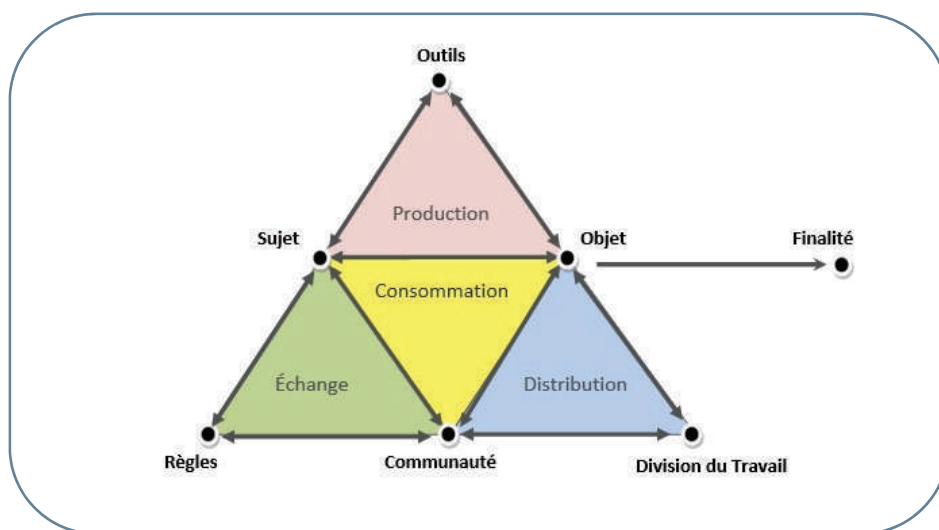 Outils
Production
Sujet
Objet
Finalité
Consommation
Échange
Distribution
Règles
Communauté
Division du Travail